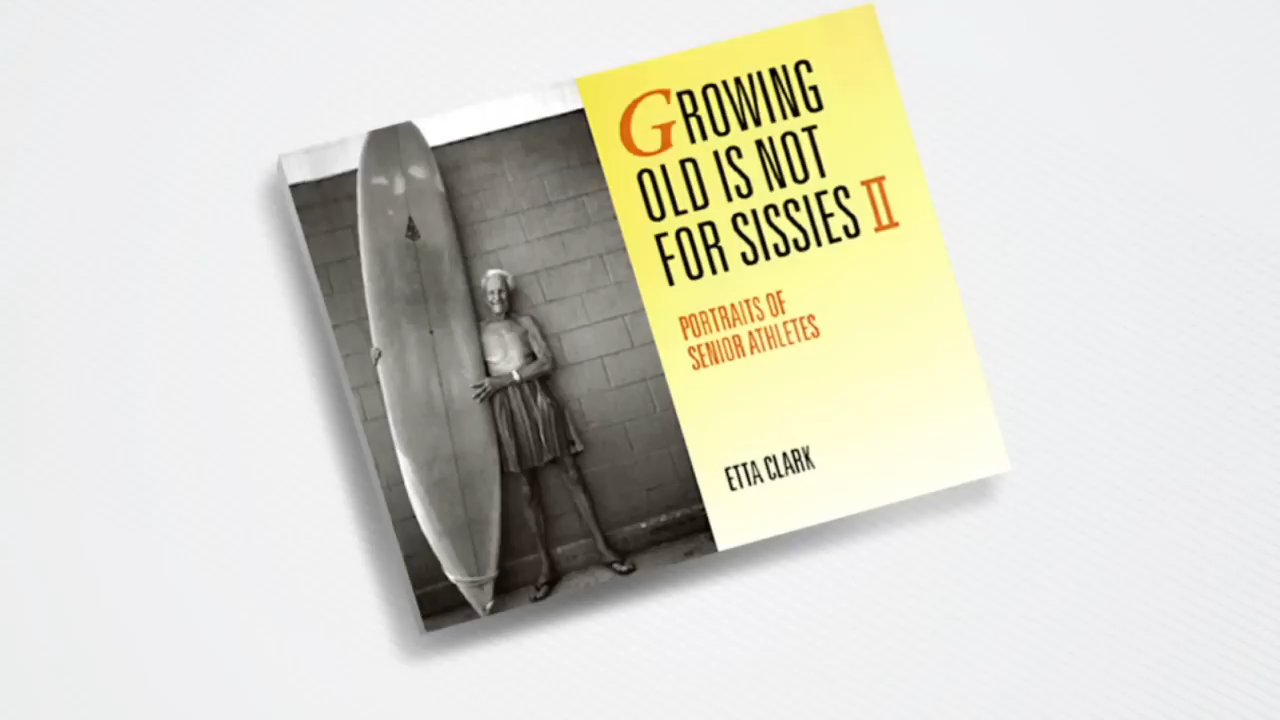 GROWING
OLD IS NOT
FOR SISSIES II
PORTRAITS OF
SENIOR ATHLETES
ETTA CLARK